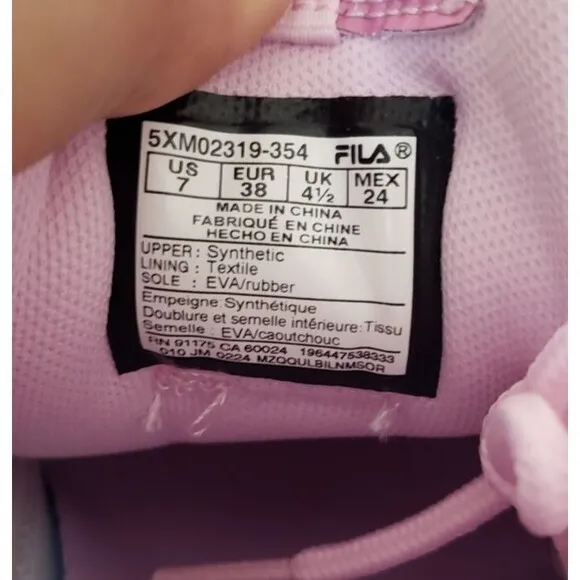 5XM02319-354 FILA®
US EUR UK MEX
7 38 4½ 24
MADE IN CHINA
FABRIQUÉ EN CHINE
HECHO EN CHINA
UPPER: Synthetic
LINING : Textile
SOLE : EVA/rubber
Empeigne: Synthétique
Doublure et semelle intérieure: Tissu
Semelle : EVA/caoutchouc
RN 91175 CA 60024 196447538333
010 JM 0224 MZOQULBILNMSOR